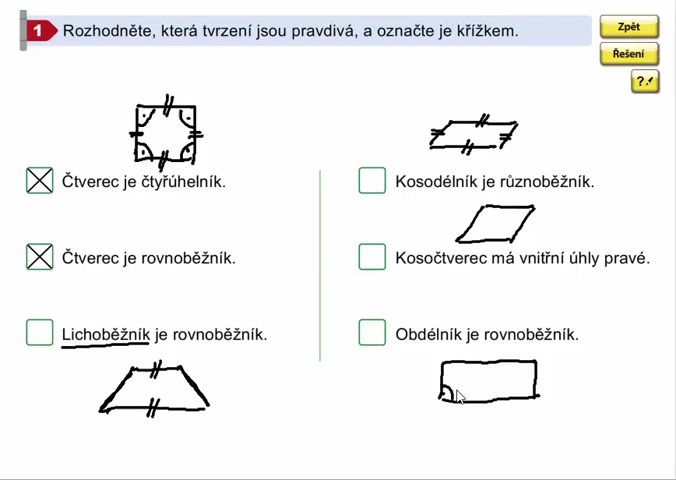 1 Rozhodněte, která tvrzení jsou pravdivá, a označte je křížkem.
Zpět
Řešení
?
Čtverec je čtyřúhelník.
Čtverec je rovnoběžník.
Lichoběžník je rovnoběžník.
Kosodélník je různoběžník.
Kosočtverec má vnitřní úhly pravé.
Obdélník je rovnoběžník.